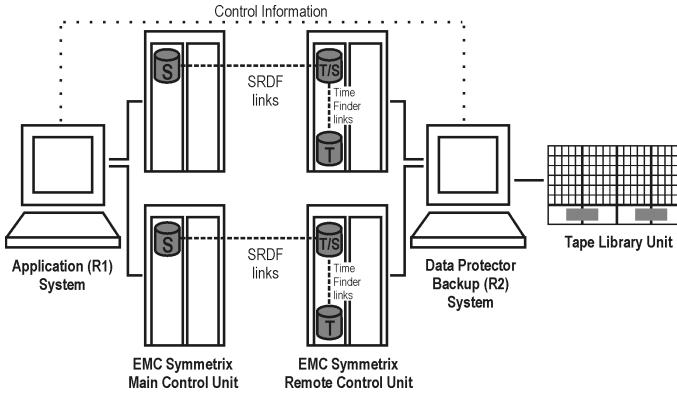 Control Information
S
T/S
SRDF
links
Time
Finder
links
T
S
T/S
SRDF
links
Time
Finder
links
T
Application (R1)
System
Data Protector
Backup (R2)
System
Tape Library Unit
EMC Symmetrix
Main Control Unit
EMC Symmetrix
Remote Control Unit